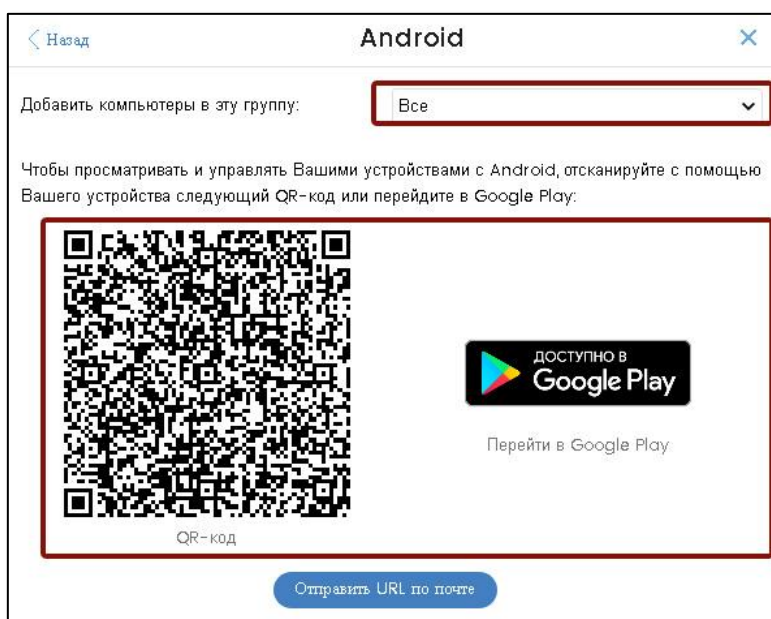 Назад
Android
Добавить компьютеры в эту группу:
Все
Чтобы просматривать и управлять Вашими устройствами с Android, отсканируйте с помощью
Вашего устройства следующий QR-код или перейдите в Google Play:
ДОСТУПНО В
Google Play
Перейти в Google Play
QR-код
Отправить URL по почте